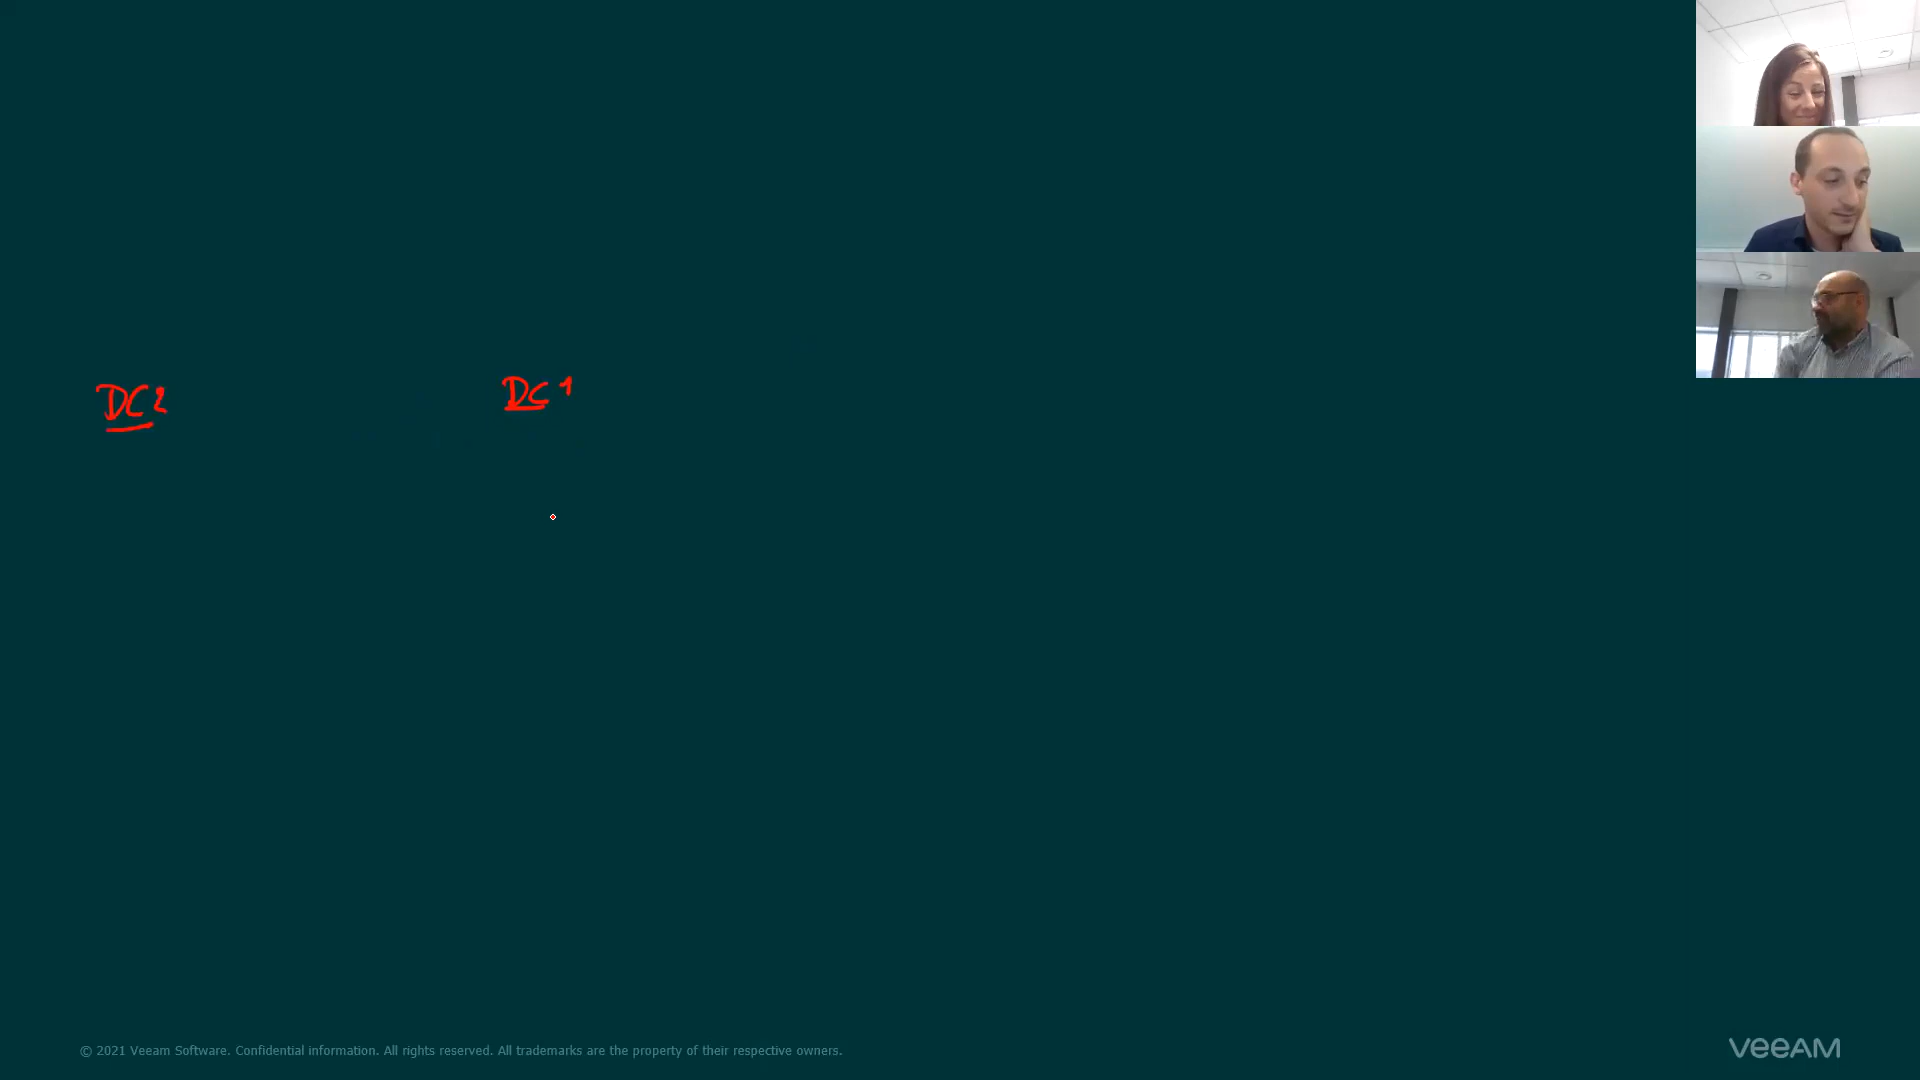 DC2
DC1
© 2021 Veeam Software. Confidential information. All rights reserved. All trademarks are the property of their respective owners.
veeAM